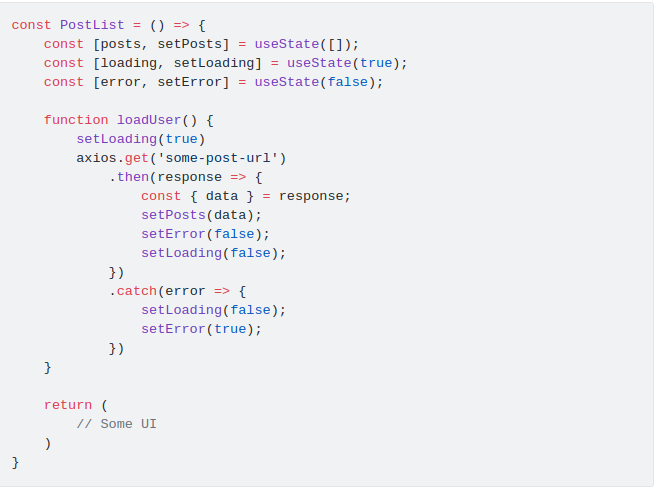 const PostList = () => {
    const [posts, setPosts] = useState([]);
    const [loading, setLoading] = useState(true);
    const [error, setError] = useState(false);

    function loadUser() {
        setLoading(true)
        axios.get('some-post-url')
            .then(response => {
                const { data } = response;
                setPosts(data);
                setError(false);
                setLoading(false);
            })
            .catch(error => {
                setLoading(false);
                setError(true);
            })
    }

    return (
        // Some UI
    )
}